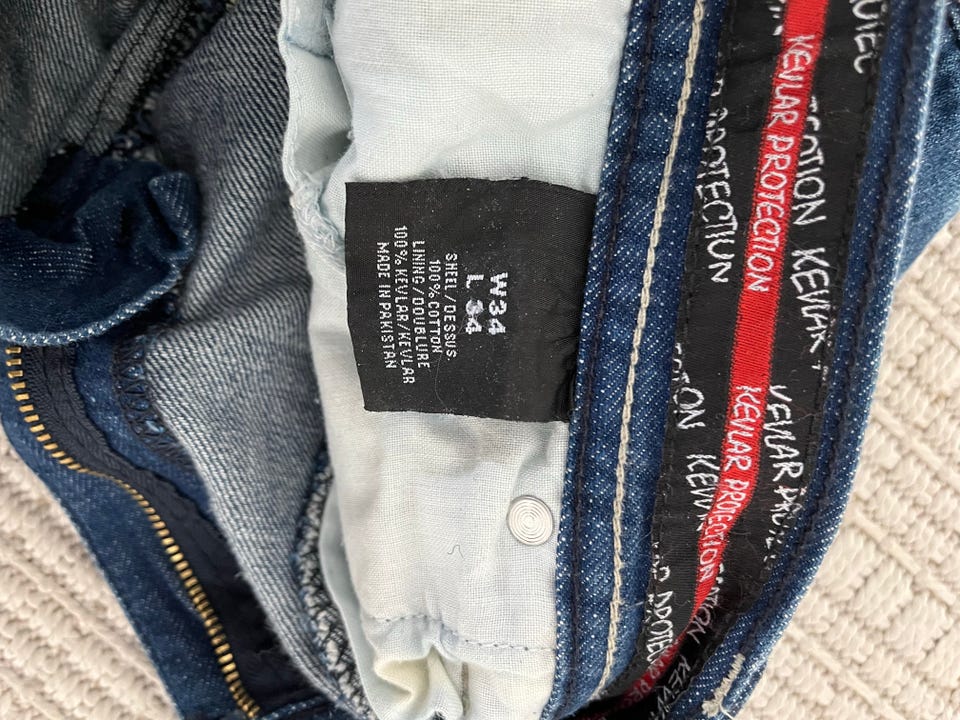 W34
L 34
SHELL/DESSUS
100% COTTON
LINING/DOUBLURE
100% KEVLAR/KEVLAR
MADE IN PAKISTAN
KEVLAR PROTECTION
KEVLAR PROTECTION
KEVLAR
PROTECTION
KEVLAR